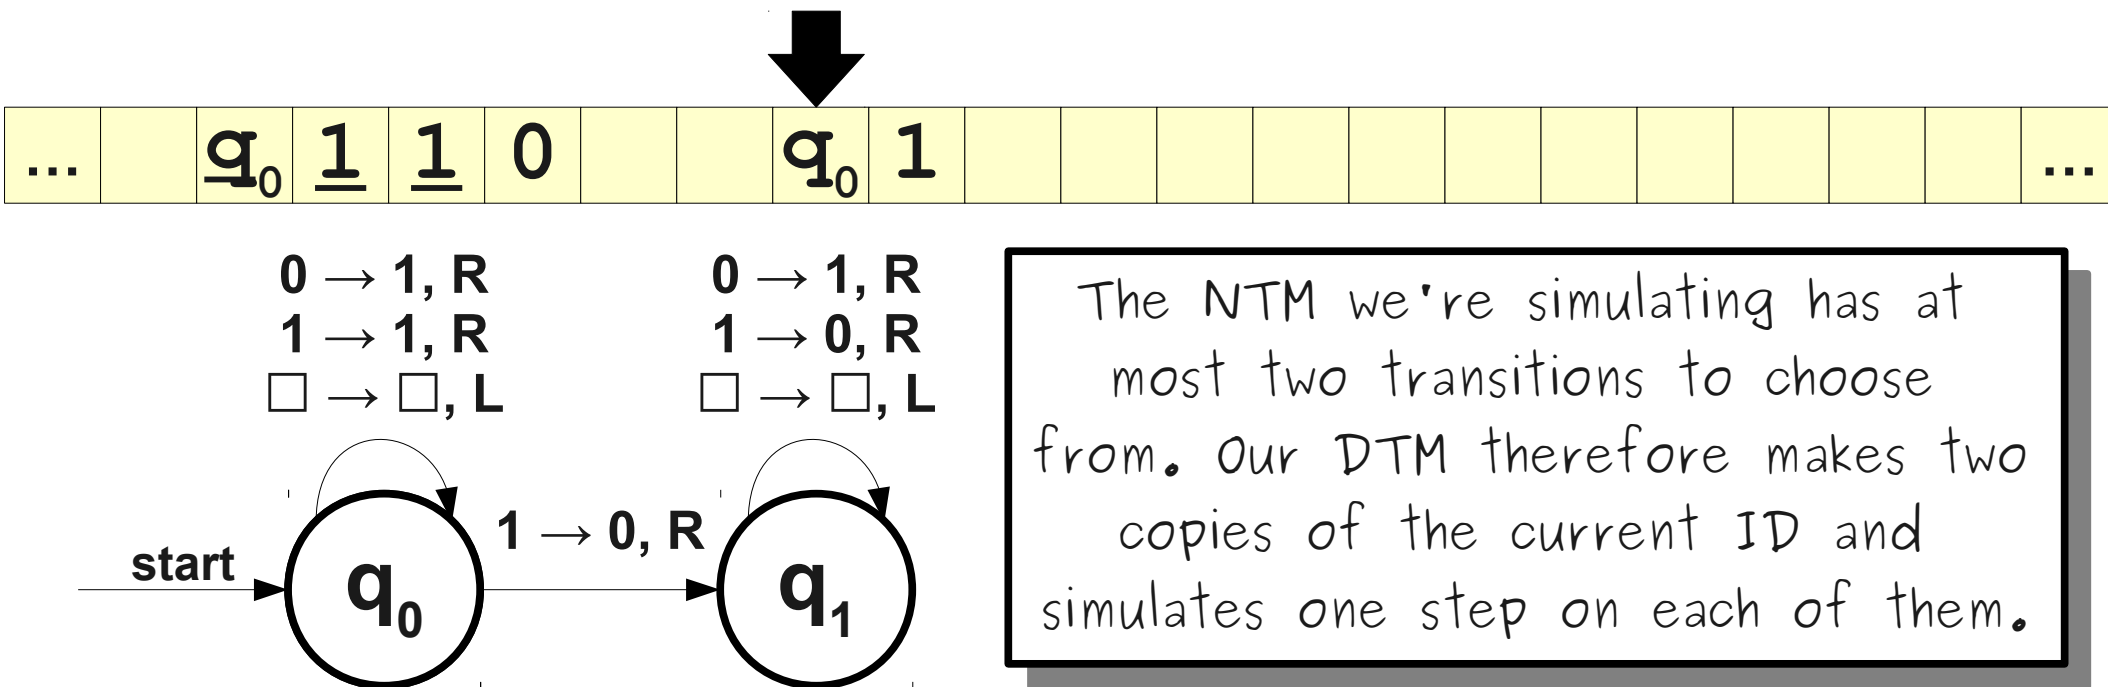 ... q₀ 1 1 0 q₀ 1 ...
0 → 1, R
1 → 1, R
□ → □, L
0 → 1, R
1 → 0, R
□ → □, L
start
q₀
1 → 0, R
q₁
The NTM we're simulating has at
most two transitions to choose
from. Our DTM therefore makes two
copies of the current ID and
simulates one step on each of them.